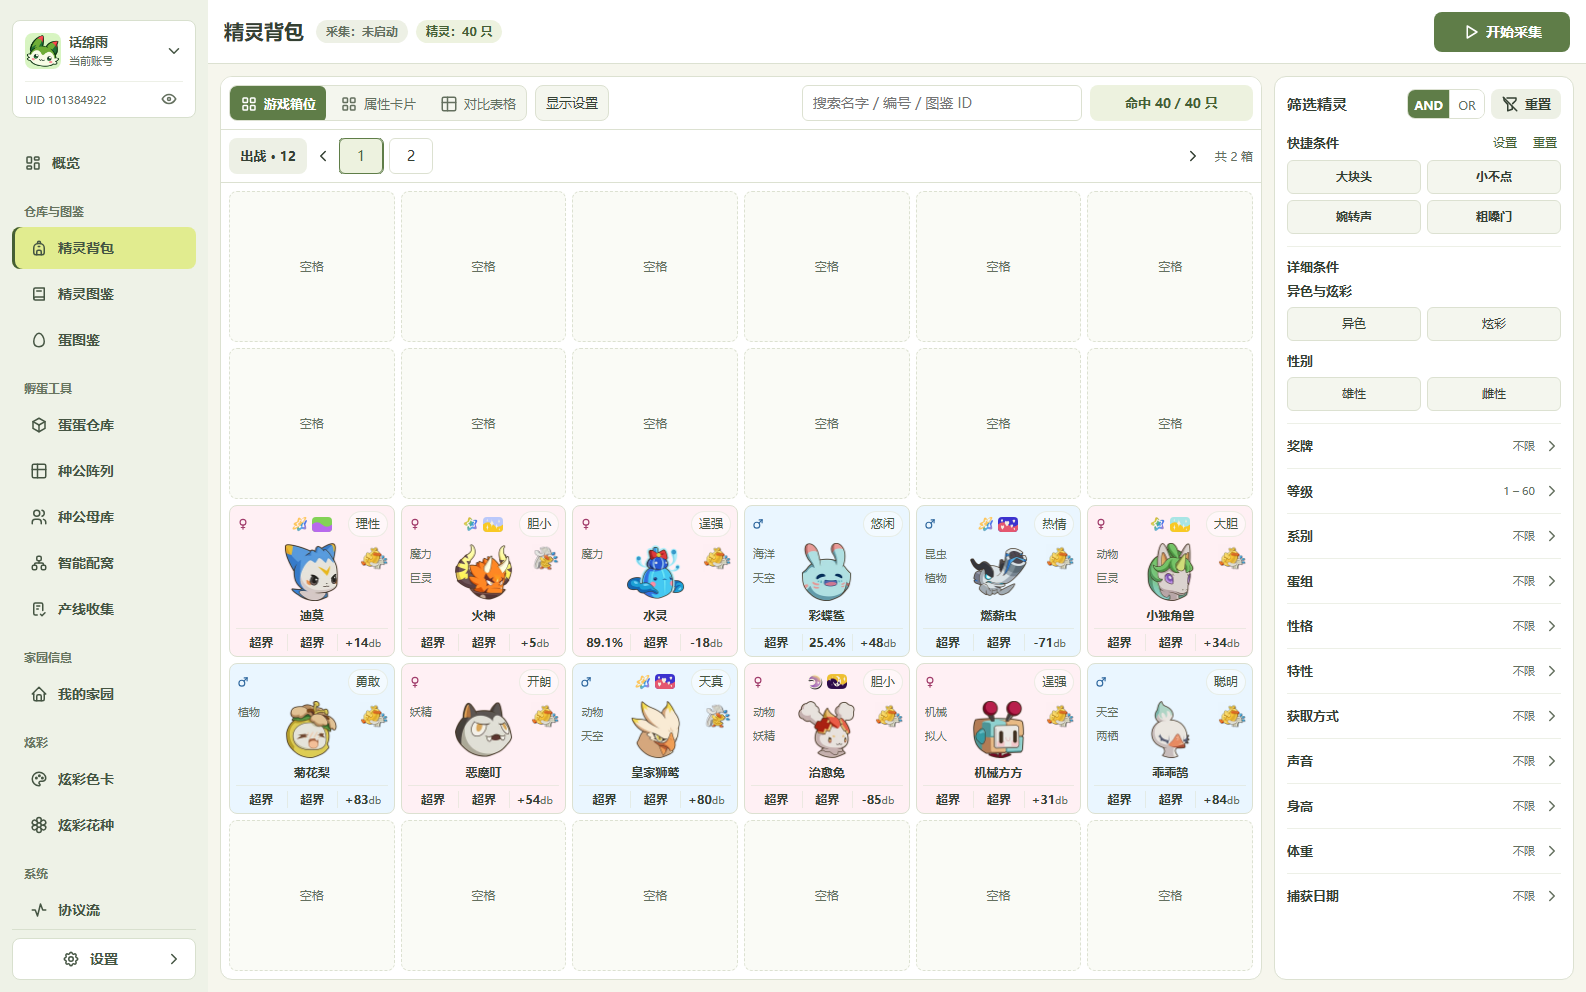 话绵雨
当前账号
UID 101384922
概览
仓库与图鉴
精灵背包
精灵图鉴
蛋图鉴
孵蛋工具
蛋蛋仓库
种公阵列
种公母库
智能配窝
产线收集
家园信息
我的家园
炫彩
炫彩色卡
炫彩花种
系统
协议流
设置
精灵背包 采集：未启动 精灵：40 只
开始采集
游戏箱位 属性卡片 对比表格 显示设置
搜索名字 / 编号 / 图鉴 ID
命中 40 / 40 只
出战 • 12 1 2 共 2 箱
空格 空格 空格 空格 空格 空格
空格 空格 空格 空格 空格 空格
理性
迪莫
超界 超界 +14db
胆小
魔力
巨灵
火神
超界 超界 +5db
逞强
魔力
水灵
89.1% 超界 -18db
悠闲
海洋
天空
彩蝶鲨
超界 25.4% +48db
热情
昆虫
植物
燃薪虫
超界 超界 -71db
大胆
动物
巨灵
小独角兽
超界 超界 +34db
勇敢
植物
菊花梨
超界 超界 +83db
开朗
妖精
恶魔叮
超界 超界 +54db
天真
动物
天空
皇家狮鹫
超界 超界 +80db
胆小
动物
妖精
治愈兔
超界 超界 -85db
逞强
机械
拟人
机械方方
超界 超界 +31db
聪明
天空
两栖
乖乖鹄
超界 超界 +84db
空格 空格 空格 空格 空格 空格
筛选精灵 AND OR 重置
快捷条件 设置 重置
大块头 小不点
婉转声 粗嗓门
详细条件
异色与炫彩
异色 炫彩
性别
雄性 雌性
奖牌 不限
等级 1 – 60
系别 不限
蛋组 不限
性格 不限
特性 不限
获取方式 不限
声音 不限
身高 不限
体重 不限
捕获日期 不限